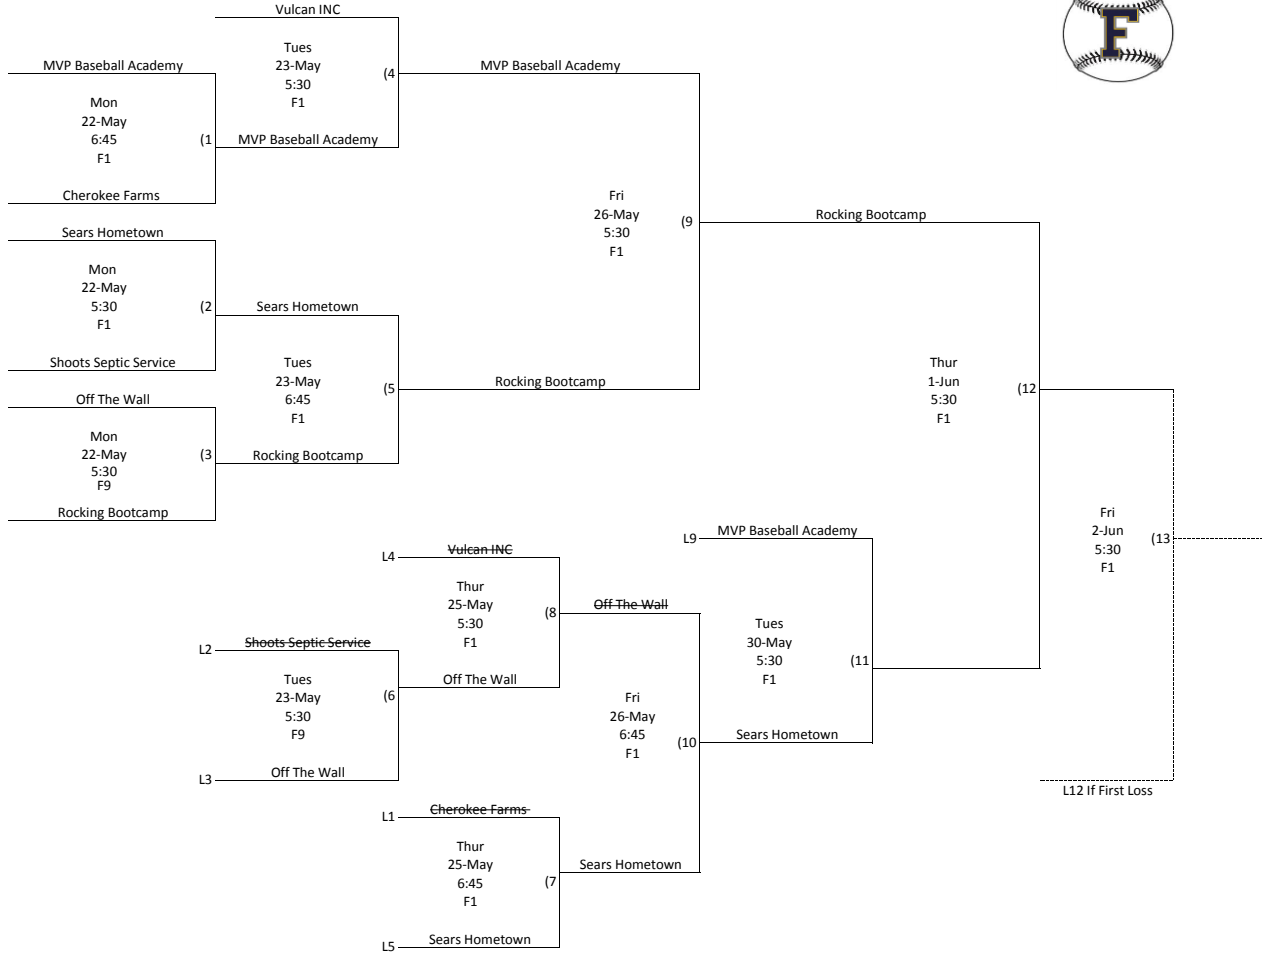 Vulcan INC
Tues
23-May
5:30
F1
(4
MVP Baseball Academy
MVP Baseball Academy
Mon
22-May
6:45
F1
(1
MVP Baseball Academy
Cherokee Farms
Sears Hometown
Mon
22-May
5:30
F1
(2
Sears Hometown
Shoots Septic Service
Tues
23-May
6:45
F1
(5
Rocking Bootcamp
Off The Wall
Mon
22-May
5:30
F9
(3
Rocking Bootcamp
Rocking Bootcamp
Fri
26-May
5:30
F1
(9
Rocking Bootcamp
F
Thur
1-Jun
5:30
F1
(12
Fri
2-Jun
5:30
F1
(13
L12 If First Loss
L9
MVP Baseball Academy
Tues
30-May
5:30
F1
(11
L4
Vulcan INC
Thur
25-May
5:30
F1
(8
Off The Wall
L2
Shoots Septic Service
Tues
23-May
5:30
F9
(6
Off The Wall
L3
Off The Wall
Fri
26-May
6:45
F1
(10
Sears Hometown
L1
Cherokee Farms
Thur
25-May
6:45
F1
(7
Sears Hometown
L5
Sears Hometown